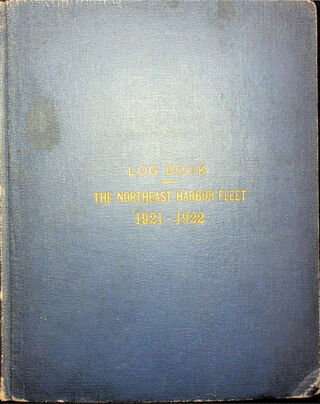 LOG BOOK
THE NORTHEAST HARBOR FLEET
1921-1922